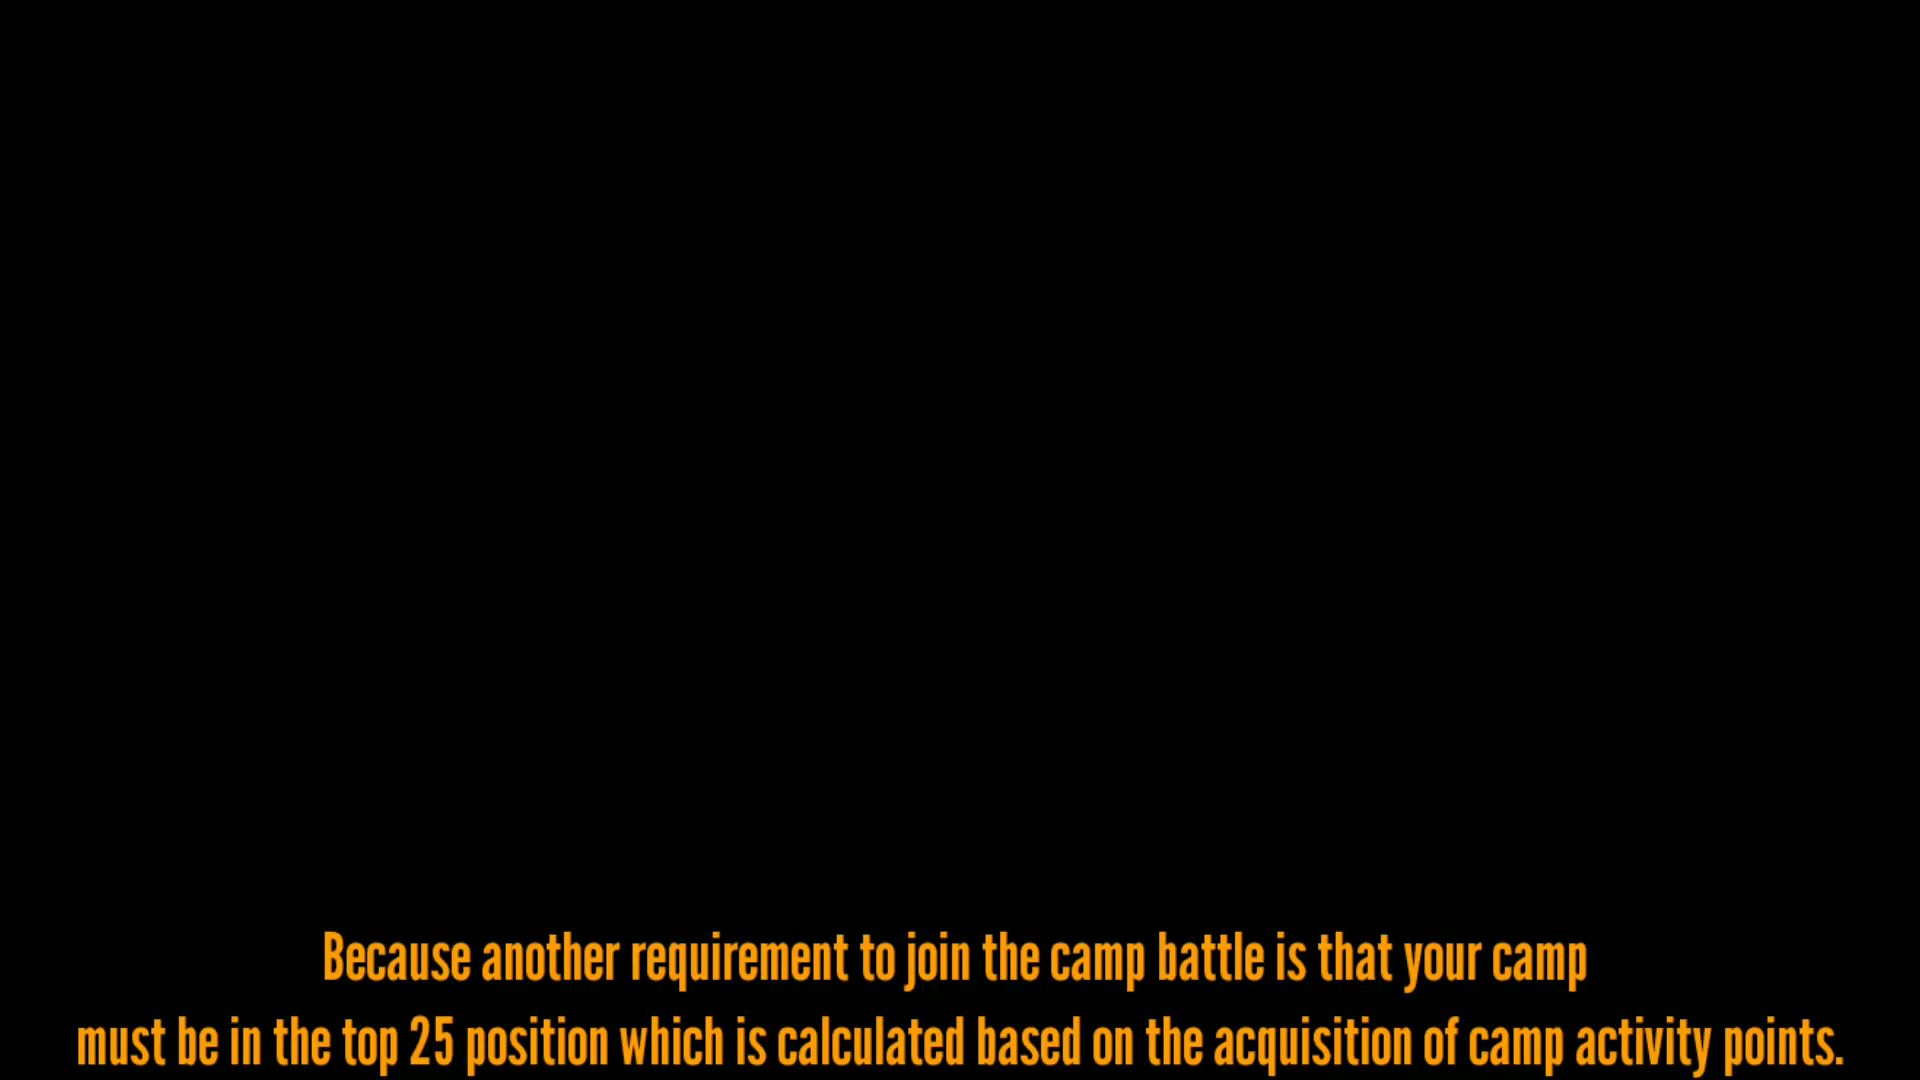 Because another requirement to join the camp battle is that your camp
must be in the top 25 position which is calculated based on the acquisition of camp activity points.